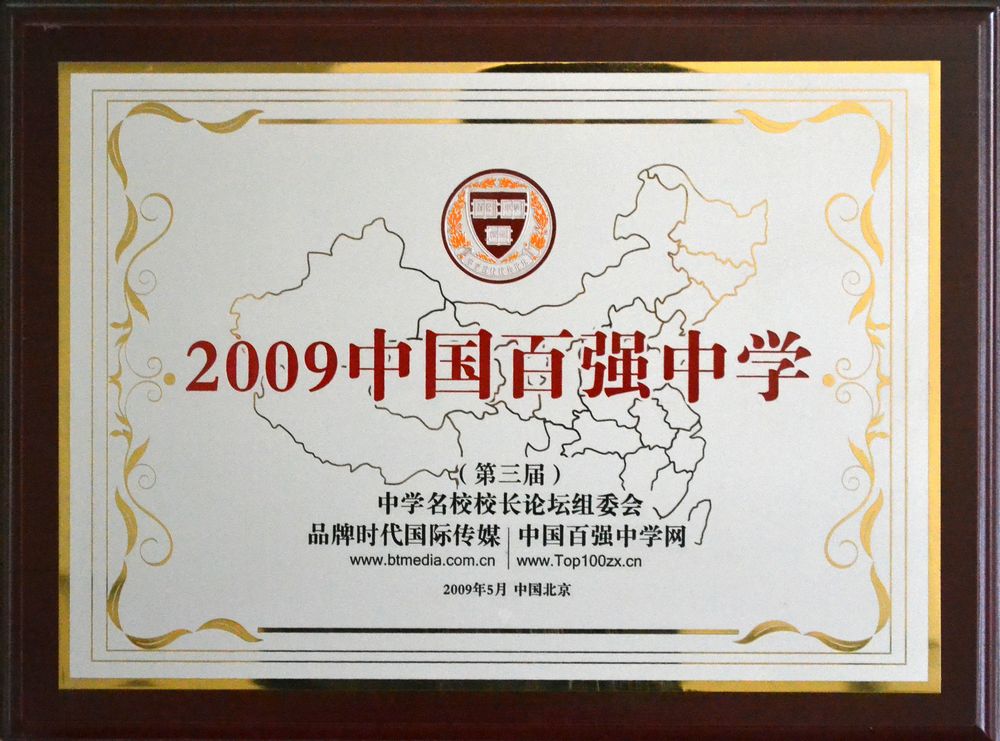 2009中国百强中学
（第三届）
中学名校校长论坛组委会
品牌时代国际传媒 | 中国百强中学网
www.btmedia.com.cn | www.Top100zx.cn
2009年5月 中国北京